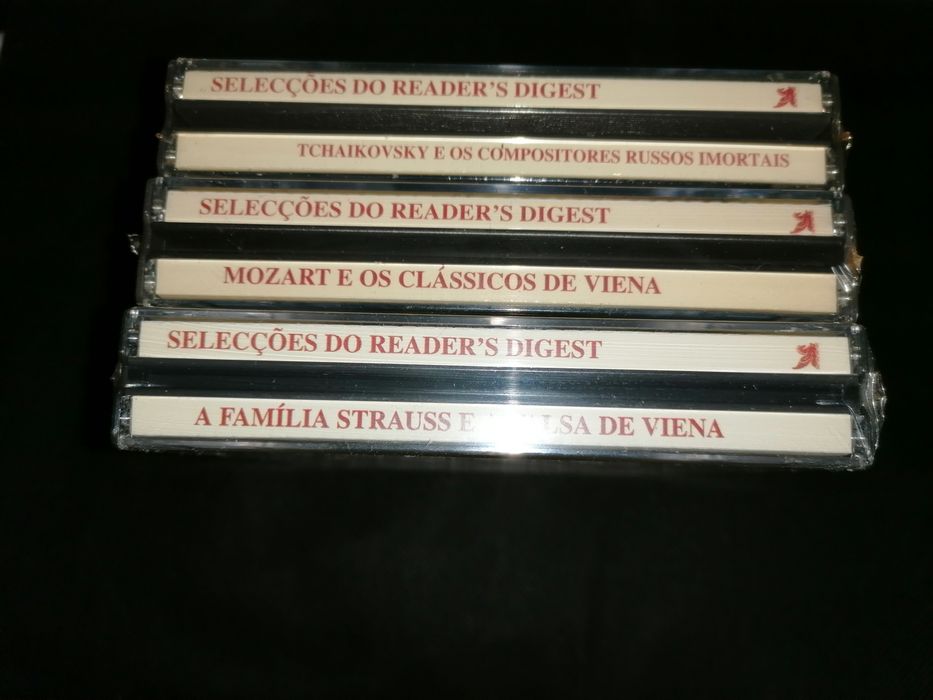 SELECÇÕES DO READER'S DIGEST
TCHAIKOVSKY E OS COMPOSITORES RUSSOS IMORTAIS
SELECÇÕES DO READER'S DIGEST
MOZART E OS CLÁSSICOS DE VIENA
SELECÇÕES DO READER'S DIGEST
A FAMÍLIA STRAUSS E DE VIENA